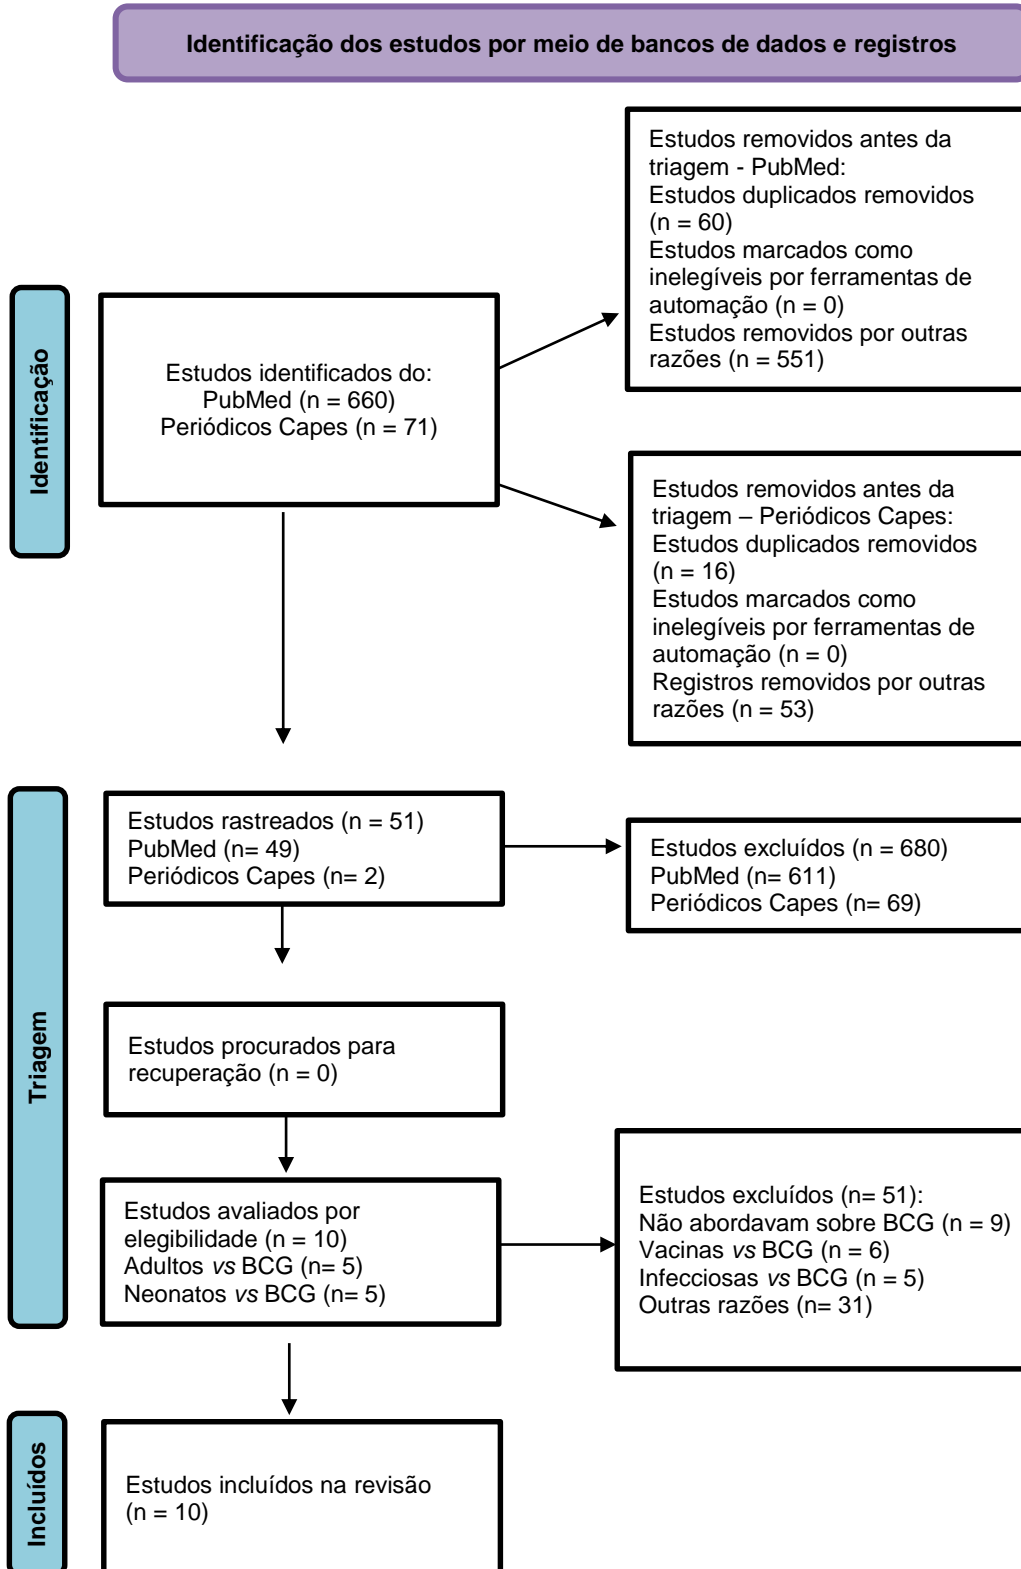 Identificação dos estudos por meio de bancos de dados e registros
Identificação
Estudos identificados do:
PubMed (n = 660)
Periódicos Capes (n = 71)
Estudos removidos antes da
triagem - PubMed:
Estudos duplicados removidos
(n = 60)
Estudos marcados como
inelegíveis por ferramentas de
automação (n = 0)
Estudos removidos por outras
razões (n = 551)
Estudos removidos antes da
triagem – Periódicos Capes:
Estudos duplicados removidos
(n = 16)
Estudos marcados como
inelegíveis por ferramentas de
automação (n = 0)
Registros removidos por outras
razões (n = 53)
Triagem
Estudos rastreados (n = 51)
PubMed (n= 49)
Periódicos Capes (n= 2)
Estudos excluídos (n = 680)
PubMed (n= 611)
Periódicos Capes (n= 69)
Estudos procurados para
recuperação (n = 0)
Estudos avaliados por
elegibilidade (n = 10)
Adultos vs BCG (n= 5)
Neonatos vs BCG (n= 5)
Estudos excluídos (n= 51):
Não abordavam sobre BCG (n = 9)
Vacinas vs BCG (n = 6)
Infecciosas vs BCG (n = 5)
Outras razões (n= 31)
Incluídos
Estudos incluídos na revisão
(n = 10)